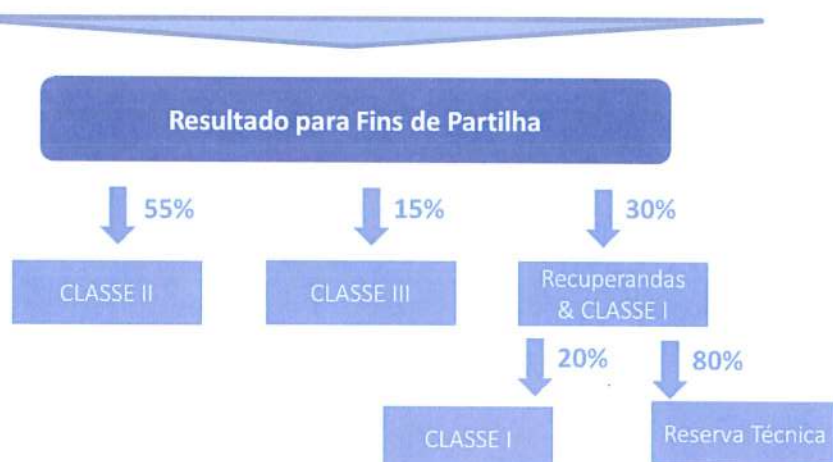 Resultado para Fins de Partilha
55%
15%
30%
CLASSE II
CLASSE III
Recuperandas
& CLASSE I
20%
80%
CLASSE I
Reserva Técnica